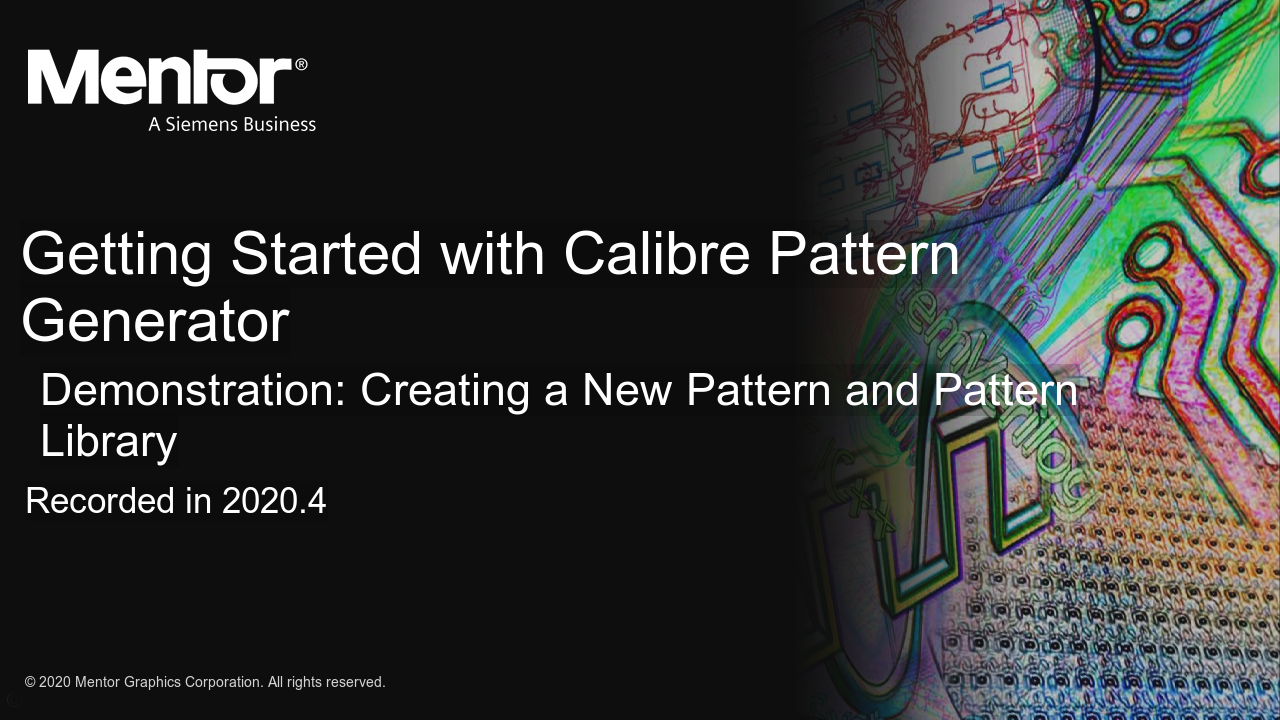 Mentor®
A Siemens Business
Getting Started with Calibre Pattern
Generator
Demonstration: Creating a New Pattern and Pattern
Library
Recorded in 2020.4
© 2020 Mentor Graphics Corporation. All rights reserved.